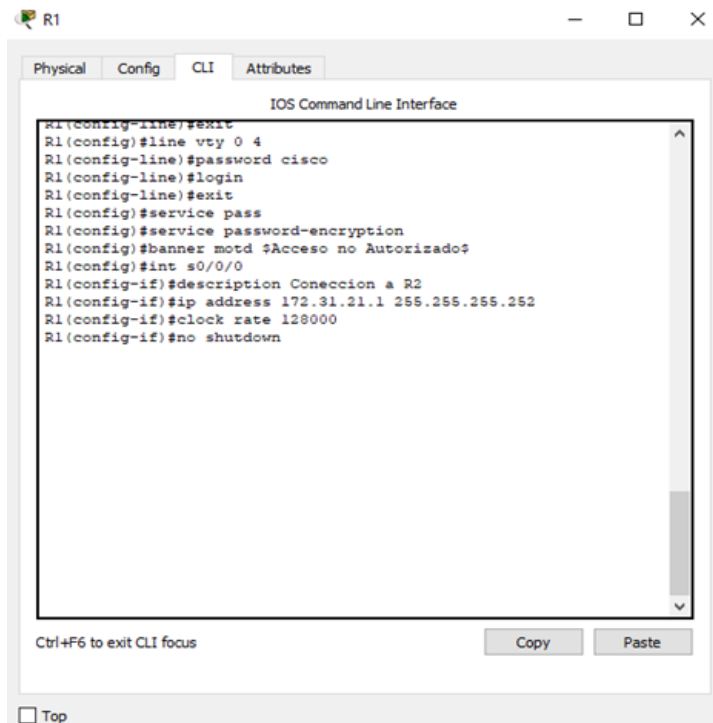 R1
Physical Config CLI Attributes
IOS Command Line Interface
R1(config-line)#exit
R1(config)#line vty 0 4
R1(config-line)#password cisco
R1(config-line)#login
R1(config-line)#exit
R1(config)#service pass
R1(config)#service password-encryption
R1(config)#banner motd $Acceso no Autorizado$
R1(config)#int s0/0/0
R1(config-if)#description Coneccion a R2
R1(config-if)#ip address 172.31.21.1 255.255.255.252
R1(config-if)#clock rate 128000
R1(config-if)#no shutdown
Ctrl+F6 to exit CLI focus
Copy Paste
Top